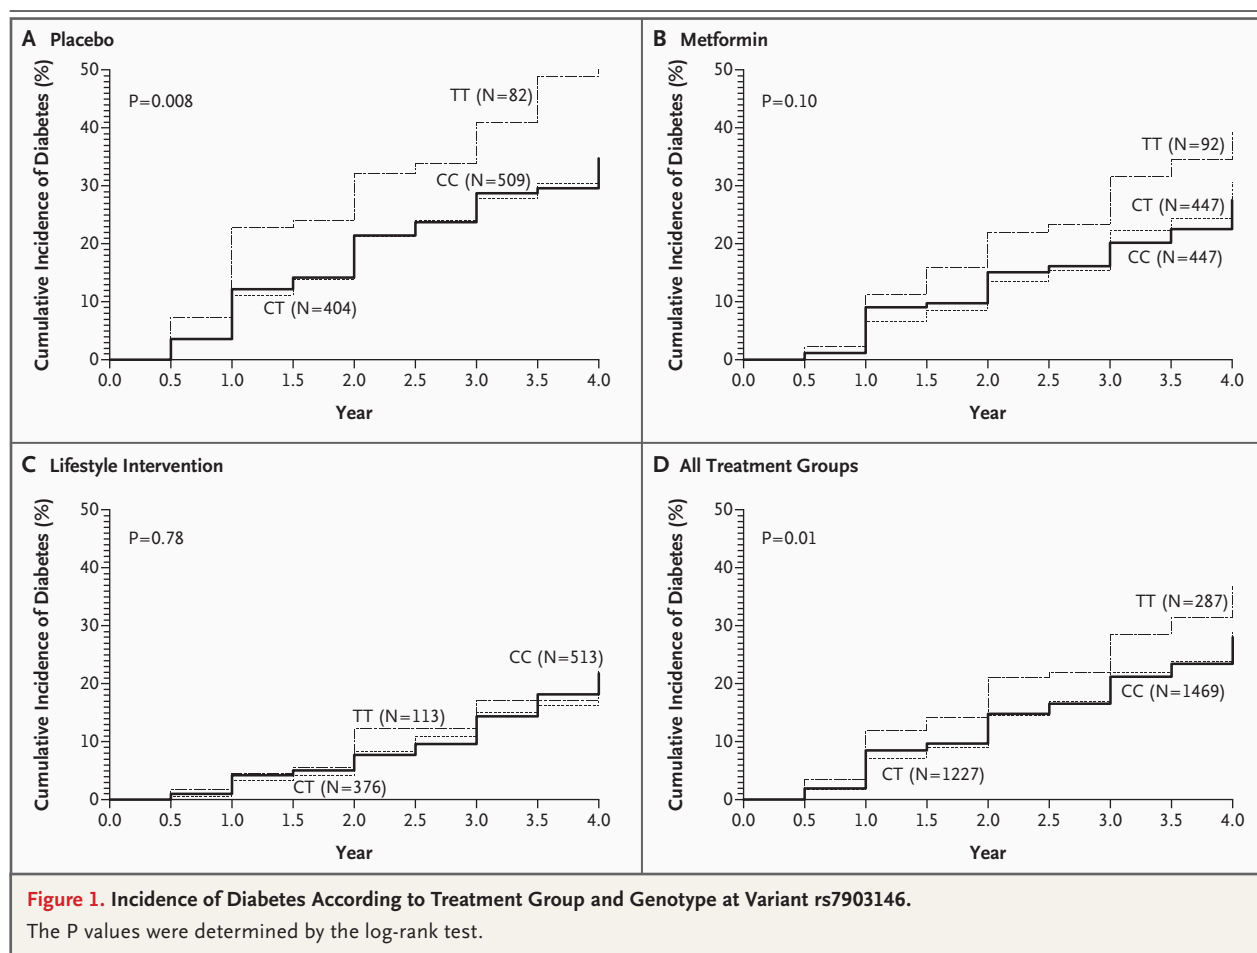 A Placebo
Cumulative Incidence of Diabetes (%)
50
40
30
20
10
0
P=0.008
TT (N=82)
CC (N=509)
CT (N=404)
0.0 0.5 1.0 1.5 2.0 2.5 3.0 3.5 4.0
Year
B Metformin
Cumulative Incidence of Diabetes (%)
50
40
30
20
10
0
P=0.10
TT (N=92)
CT (N=447)
CC (N=447)
0.0 0.5 1.0 1.5 2.0 2.5 3.0 3.5 4.0
Year
C Lifestyle Intervention
Cumulative Incidence of Diabetes (%)
50
40
30
20
10
0
P=0.78
CC (N=513)
TT (N=113)
CT (N=376)
0.0 0.5 1.0 1.5 2.0 2.5 3.0 3.5 4.0
Year
D All Treatment Groups
Cumulative Incidence of Diabetes (%)
50
40
30
20
10
0
P=0.01
TT (N=287)
CC (N=1469)
CT (N=1227)
0.0 0.5 1.0 1.5 2.0 2.5 3.0 3.5 4.0
Year
Figure 1. Incidence of Diabetes According to Treatment Group and Genotype at Variant rs7903146.
The P values were determined by the log-rank test.